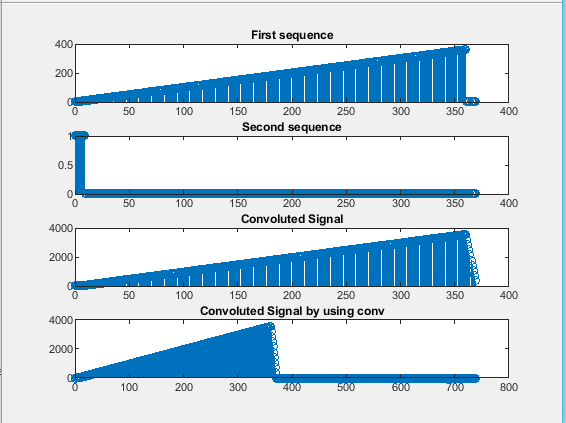 First sequence
400
200
0
0 50 100 150 200 250 300 350 400
Second sequence
1
0.5
0
0 50 100 150 200 250 300 350 400
Convoluted Signal
4000
2000
0
0 50 100 150 200 250 300 350 400
Convoluted Signal by using conv
4000
2000
0
0 100 200 300 400 500 600 700 800